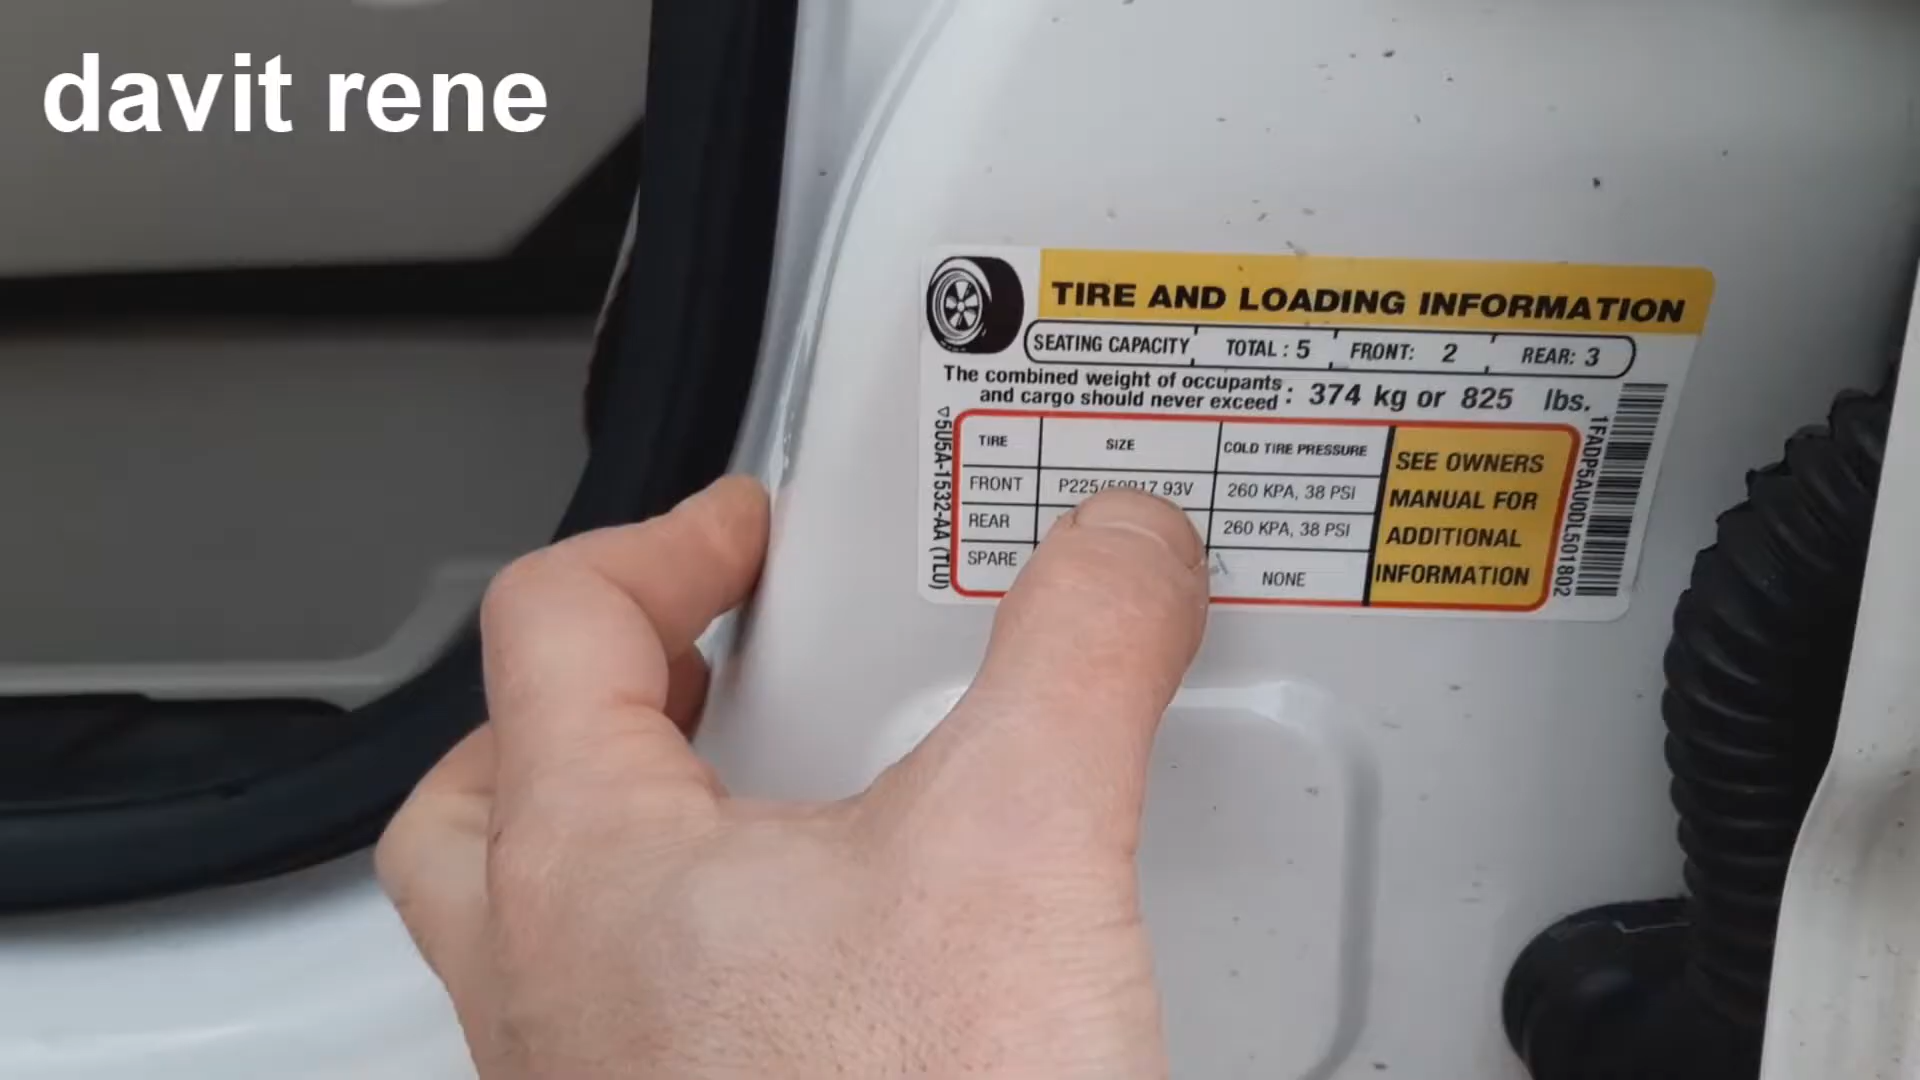 davit rene
TIRE AND LOADING INFORMATION
SEATING CAPACITY TOTAL : 5 FRONT: 2 REAR: 3
The combined weight of occupants
and cargo should never exceed : 374 kg or 825 lbs.
TIRE SIZE COLD TIRE PRESSURE
FRONT P225/50R17 93V 260 KPA, 38 PSI
REAR 260 KPA, 38 PSI
SPARE NONE
SEE OWNERS
MANUAL FOR
ADDITIONAL
INFORMATION
5U5A-1532-AA (TLU)
1FADP5AU0DL501802